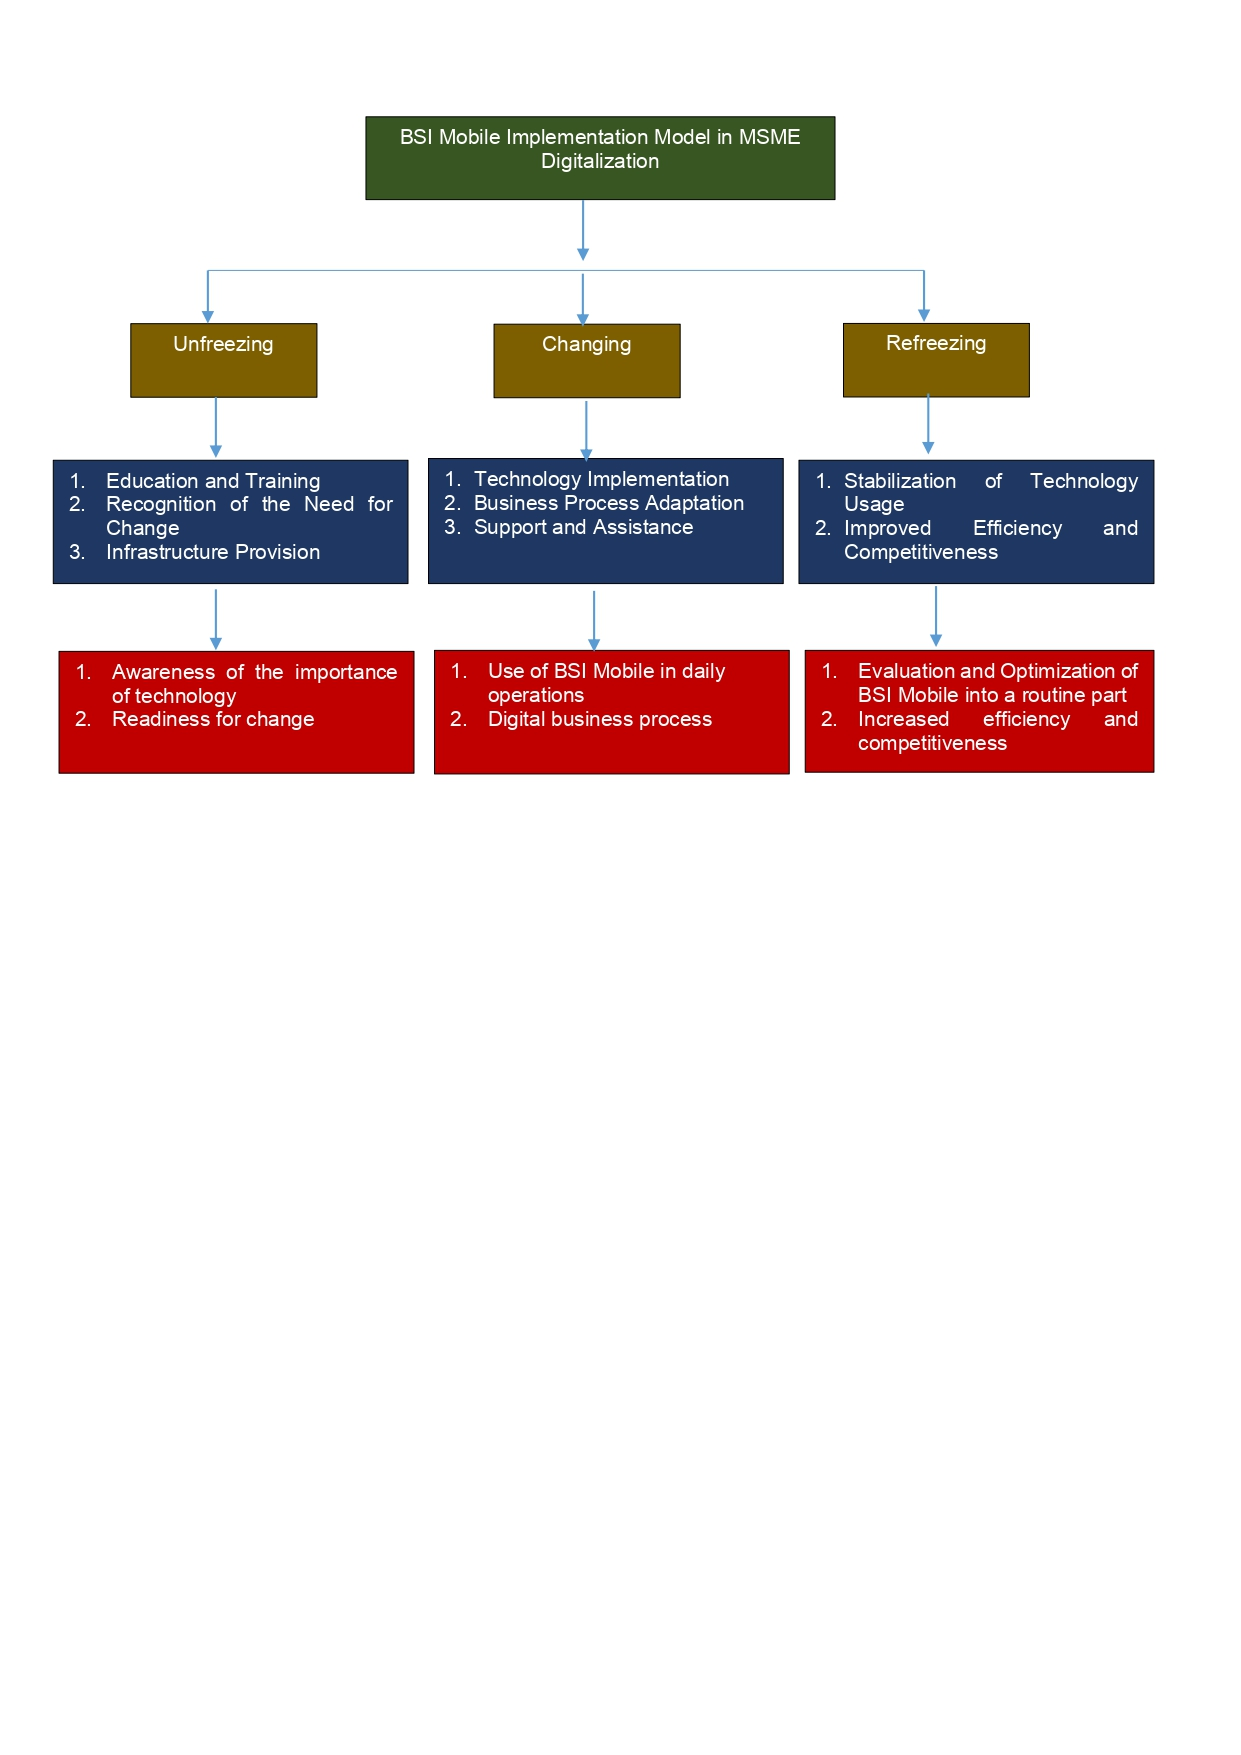 BSI Mobile Implementation Model in MSME
Digitalization
Unfreezing
Changing
Refreezing
1. Education and Training
2. Recognition of the Need for
Change
3. Infrastructure Provision
1. Technology Implementation
2. Business Process Adaptation
3. Support and Assistance
1. Stabilization of Technology
Usage
2. Improved Efficiency and
Competitiveness
1. Awareness of the importance
of technology
2. Readiness for change
1. Use of BSI Mobile in daily
operations
2. Digital business process
1. Evaluation and Optimization of
BSI Mobile into a routine part
2. Increased efficiency and
competitiveness